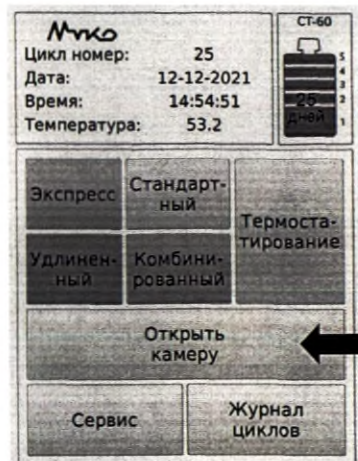 Мико
СТ-60
Цикл номер: 25
Дата: 12-12-2021
Время: 14:54:51
Температура: 53.2
5
4
3
2
1
25
дней
Экспресс
Стандарт-
ный
Термоста-
тирование
Удлинен-
ный
Комбини-
рованный
Открыть
камеру
Сервис
Журнал
циклов